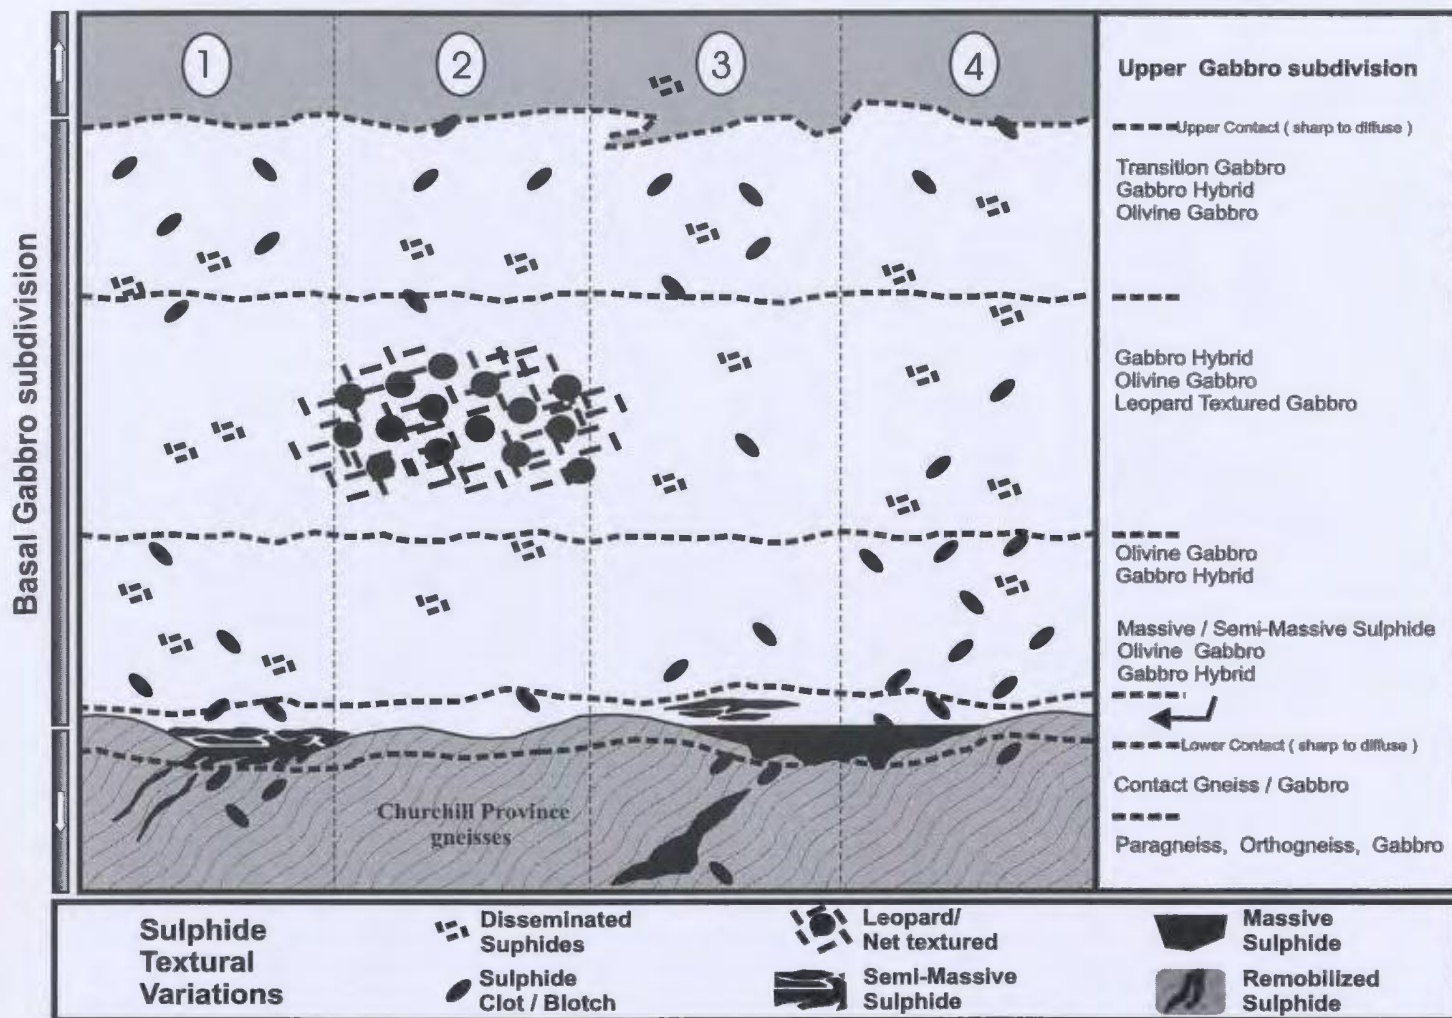 1
2
3
4
Basal Gabbro subdivision
Upper Gabbro subdivision
Upper Contact ( sharp to diffuse )
Transition Gabbro
Gabbro Hybrid
Olivine Gabbro
Gabbro Hybrid
Olivine Gabbro
Leopard Textured Gabbro
Olivine Gabbro
Gabbro Hybrid
Massive / Semi-Massive Sulphide
Olivine Gabbro
Gabbro Hybrid
Lower Contact ( sharp to diffuse )
Contact Gneiss / Gabbro
Paragneiss, Orthogneiss, Gabbro
Churchill Province
gneisses
Sulphide
Textural
Variations
Disseminated
Suphides
Sulphide
Clot / Blotch
Leopard/
Net textured
Semi-Massive
Sulphide
Massive
Sulphide
Remobilized
Sulphide